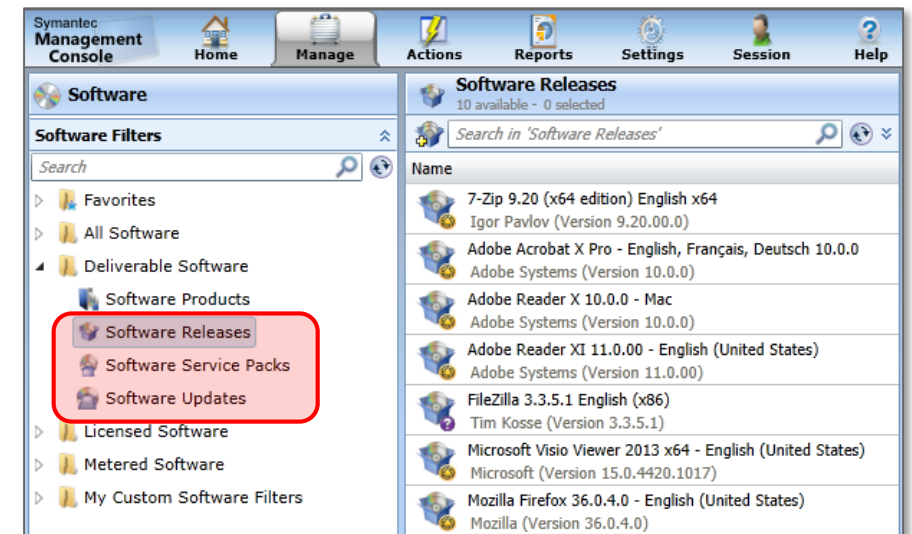 Symantec
Management
Console
Home
Manage
Actions
Reports
Settings
Session
Help
Software
Software Filters
Search
Favorites
All Software
Deliverable Software
Software Products
Software Releases
Software Service Packs
Software Updates
Licensed Software
Metered Software
My Custom Software Filters
Software Releases
10 available - 0 selected
Search in 'Software Releases'
Name
7-Zip 9.20 (x64 edition) English x64
Igor Pavlov (Version 9.20.00.0)
Adobe Acrobat X Pro - English, Français, Deutsch 10.0.0
Adobe Systems (Version 10.0.0)
Adobe Reader X 10.0.0 - Mac
Adobe Systems (Version 10.0.0)
Adobe Reader XI 11.0.00 - English (United States)
Adobe Systems (Version 11.0.00)
FileZilla 3.3.5.1 English (x86)
Tim Kosse (Version 3.3.5.1)
Microsoft Visio Viewer 2013 x64 - English (United States)
Microsoft (Version 15.0.4420.1017)
Mozilla Firefox 36.0.4.0 - English (United States)
Mozilla (Version 36.0.4.0)